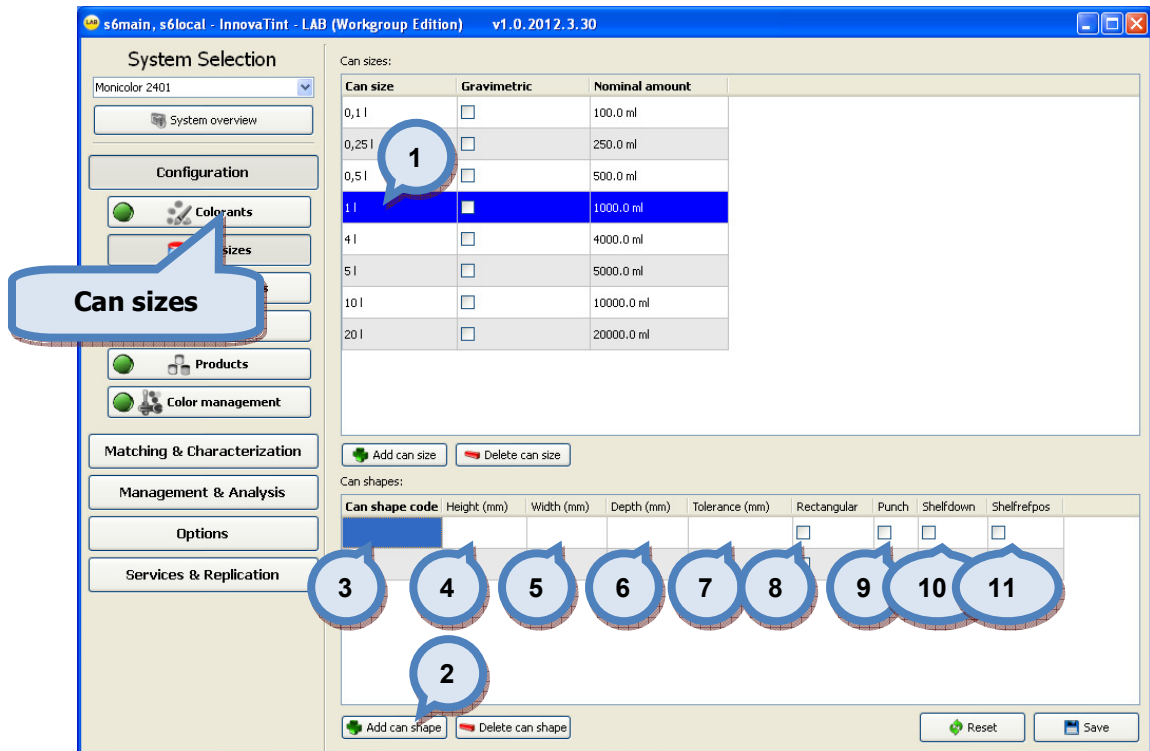 s6main, s6local - InnovaTint - LAB (Workgroup Edition) v1.0.2012.3.30
System Selection
Monicolor 2401
System overview
Configuration
Colorants
sizes
Can sizes
Products
Color management
Matching & Characterization
Management & Analysis
Options
Services & Replication
Can sizes:
Can size Gravimetric Nominal amount
0,1 l 100.0 ml
0,25 l 250.0 ml
1
0,5 l 500.0 ml
1 l 1000.0 ml
4 l 4000.0 ml
5 l 5000.0 ml
10 l 10000.0 ml
20 l 20000.0 ml
Add can size Delete can size
Can shapes:
Can shape code Height (mm) Width (mm) Depth (mm) Tolerance (mm) Rectangular Punch Shelfdown Shelfrefpos
3 4 5 6 7 8 9 10 11
2
Add can shape Delete can shape Reset Save